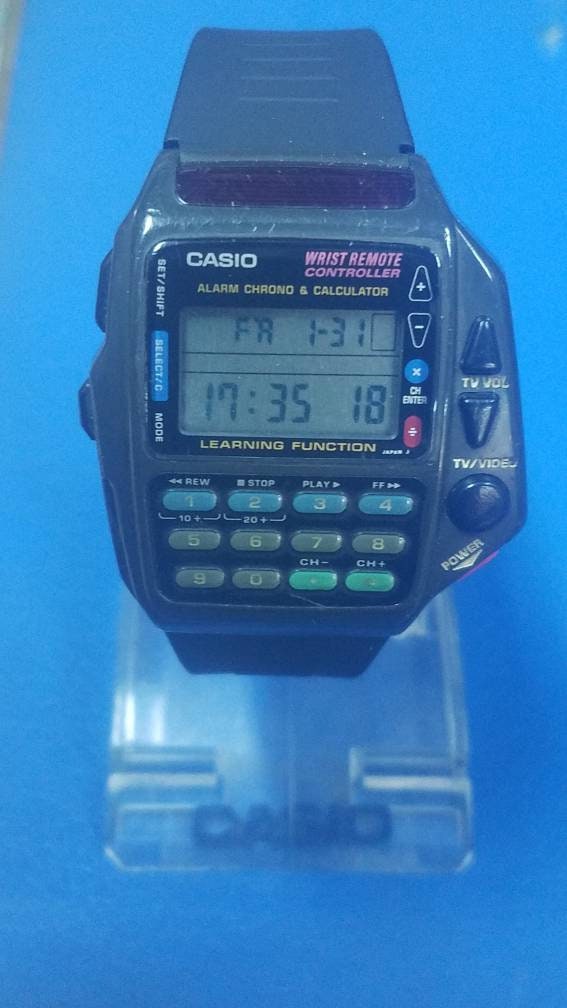 CASIO
WRIST REMOTE
CONTROLLER
ALARM CHRONO & CALCULATOR
SET/SHIFT
SELECT/C
MODE
FR 1-31
17:35 18
+
-
×
CH
ENTER
÷
TV VOL
TV/VIDEO
POWER
LEARNING FUNCTION
◀◀ REW ■ STOP PLAY ▶ FF ▶▶
1 2 3 4
10+ 20+
5 6 7 8
CH- CH+
9 0 · +
CASIO